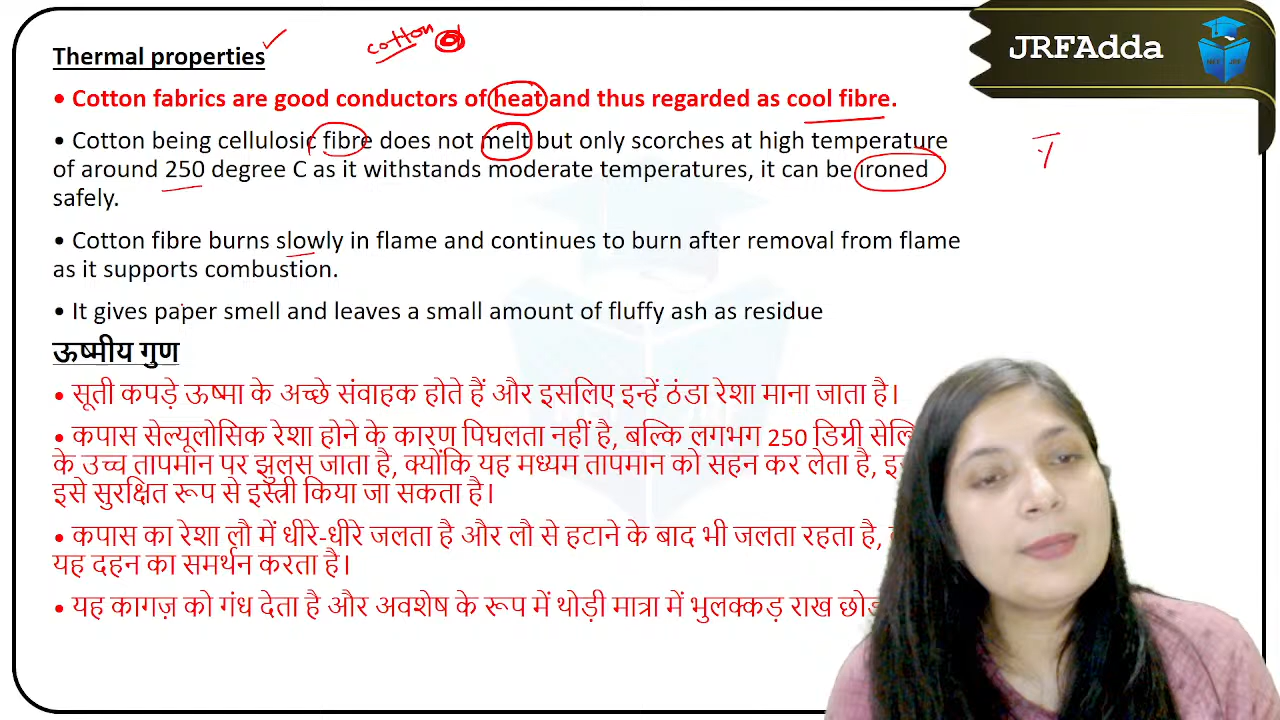 Thermal properties
cotton
• Cotton fabrics are good conductors of heat and thus regarded as cool fibre.
• Cotton being cellulosic fibre does not melt but only scorches at high temperature
of around 250 degree C as it withstands moderate temperatures, it can be ironed
safely.
• Cotton fibre burns slowly in flame and continues to burn after removal from flame
as it supports combustion.
• It gives paper smell and leaves a small amount of fluffy ash as residue
ऊष्मीय गुण
• सूती कपड़े ऊष्मा के अच्छे संवाहक होते हैं और इसलिए इन्हें ठंडा रेशा माना जाता है।
• कपास सेल्यूलोसिक रेशा होने के कारण पिघलता नहीं है, बल्कि लगभग 250 डिग्री
के उच्च तापमान पर झुलस जाता है, क्योंकि यह मध्यम तापमान को सहन कर लेता है,
इसे सुरक्षित रूप से इस्त्री किया जा सकता है।
• कपास का रेशा लौ में धीरे-धीरे जलता है और लौ से हटाने के बाद भी जलता रहता है,
यह दहन का समर्थन करता है।
• यह कागज़ को गंध देता है और अवशेष के रूप में थोड़ी मात्रा में भुलक्कड़ राख
JRFAdda
NET JRF